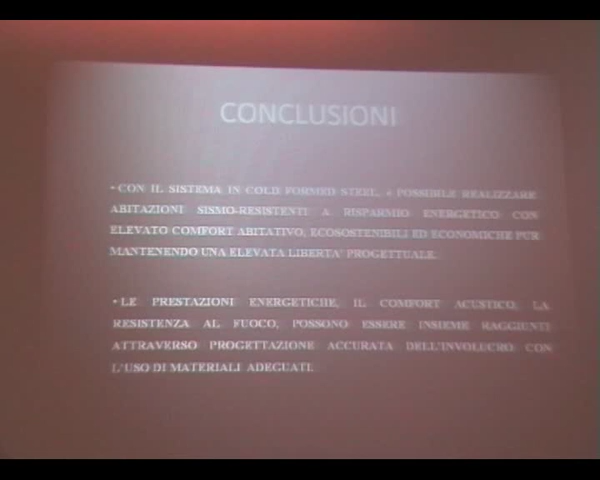 CONCLUSIONI
•CON IL SISTEMA IN COLD FORMED STEEL, è POSSIBILE REALIZZARE
ABITAZIONI SISMO-RESISTENTI A RISPARMIO ENERGETICO CON
ELEVATO COMFORT ABITATIVO, ECOSOSTENIBILI ED ECONOMICHE PUR
MANTENENDO UNA ELEVATA LIBERTA' PROGETTUALE.
•LE PRESTAZIONI ENERGETICHE, IL COMFORT ACUSTICO, LA
RESISTENZA AL FUOCO, POSSONO ESSERE INSIEME RAGGIUNTI
ATTRAVERSO PROGETTAZIONE ACCURATA DELL'INVOLUCRO CON
L'USO DI MATERIALI ADEGUATI.